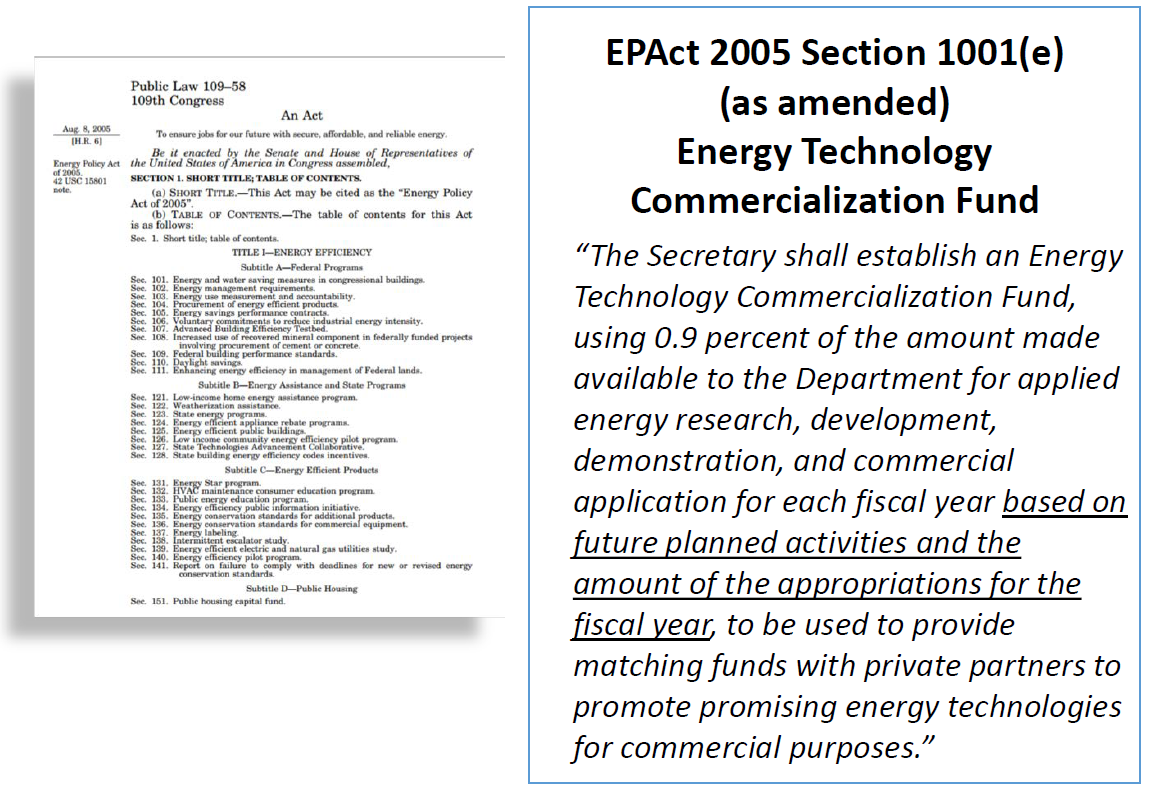 Public Law 109–58
109th Congress
An Act
Aug. 8, 2005
[H.R. 6]
To ensure jobs for our future with secure, affordable, and reliable energy.
Energy Policy Act
of 2005.
42 USC 15801
note.
Be it enacted by the Senate and House of Representatives of
the United States of America in Congress assembled,
SECTION 1. SHORT TITLE; TABLE OF CONTENTS.
(a) SHORT TITLE.—This Act may be cited as the “Energy Policy
Act of 2005”.
(b) TABLE OF CONTENTS.—The table of contents for this Act
is as follows:
Sec. 1. Short title; table of contents.
TITLE I—ENERGY EFFICIENCY
Subtitle A—Federal Programs
Sec. 101. Energy and water saving measures in congressional buildings.
Sec. 102. Energy management requirements.
Sec. 103. Energy use measurement and accountability.
Sec. 104. Procurement of energy efficient products.
Sec. 105. Energy savings performance contracts.
Sec. 106. Voluntary commitments to reduce industrial energy intensity.
Sec. 107. Advanced Building Efficiency Testbed.
Sec. 108. Increased use of recovered mineral component in federally funded projects
involving procurement of cement or concrete.
Sec. 109. Federal building performance standards.
Sec. 110. Daylight savings.
Sec. 111. Enhancing energy efficiency in management of Federal lands.
Subtitle B—Energy Assistance and State Programs
Sec. 121. Low-income home energy assistance program.
Sec. 122. Weatherization assistance.
Sec. 123. State energy programs.
Sec. 124. Energy efficient appliance rebate programs.
Sec. 125. Energy efficient public buildings.
Sec. 126. Low income community energy efficiency pilot program.
Sec. 127. State Technologies Advancement Collaborative.
Sec. 128. State building energy efficiency codes incentives.
Subtitle C—Energy Efficient Products
Sec. 131. Energy Star program.
Sec. 132. HVAC maintenance consumer education program.
Sec. 133. Public energy education program.
Sec. 134. Energy efficiency public information initiative.
Sec. 135. Energy conservation standards for additional products.
Sec. 136. Energy conservation standards for commercial equipment.
Sec. 137. Energy labeling.
Sec. 138. Intermittent escalator study.
Sec. 139. Energy efficient electric and natural gas utilities study.
Sec. 140. Energy efficiency pilot program.
Sec. 141. Report on failure to comply with deadlines for new or revised energy
conservation standards.
Subtitle D—Public Housing
Sec. 151. Public housing capital fund.
EPAct 2005 Section 1001(e)
(as amended)
Energy Technology
Commercialization Fund
“The Secretary shall establish an Energy
Technology Commercialization Fund,
using 0.9 percent of the amount made
available to the Department for applied
energy research, development,
demonstration, and commercial
application for each fiscal year based on
future planned activities and the
amount of the appropriations for the
fiscal year, to be used to provide
matching funds with private partners to
promote promising energy technologies
for commercial purposes.”